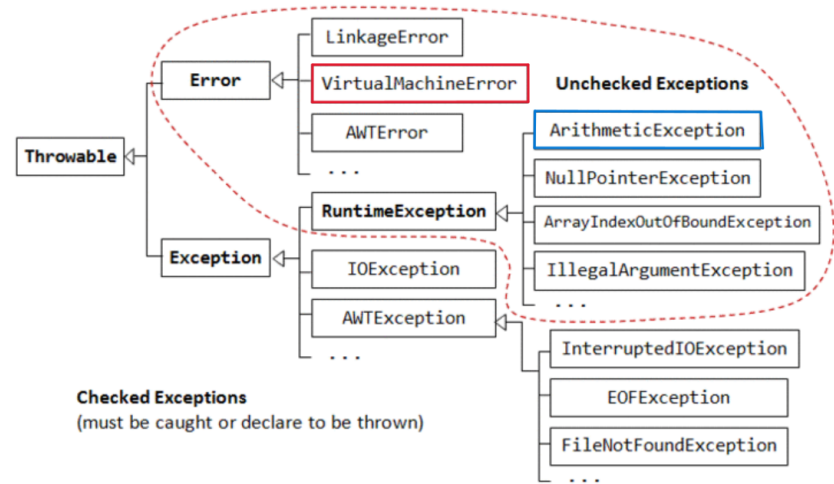 LinkageError
Error
VirtualMachineError
Unchecked Exceptions
AWTError
ArithmeticException
Throwable
...
NullPointerException
RuntimeException
ArrayIndexOutOfBoundException
Exception
IOException
IllegalArgumentException
...
AWTException
...
InterruptedIOException
Checked Exceptions
EOFException
(must be caught or declare to be thrown)
FileNotFoundException
...